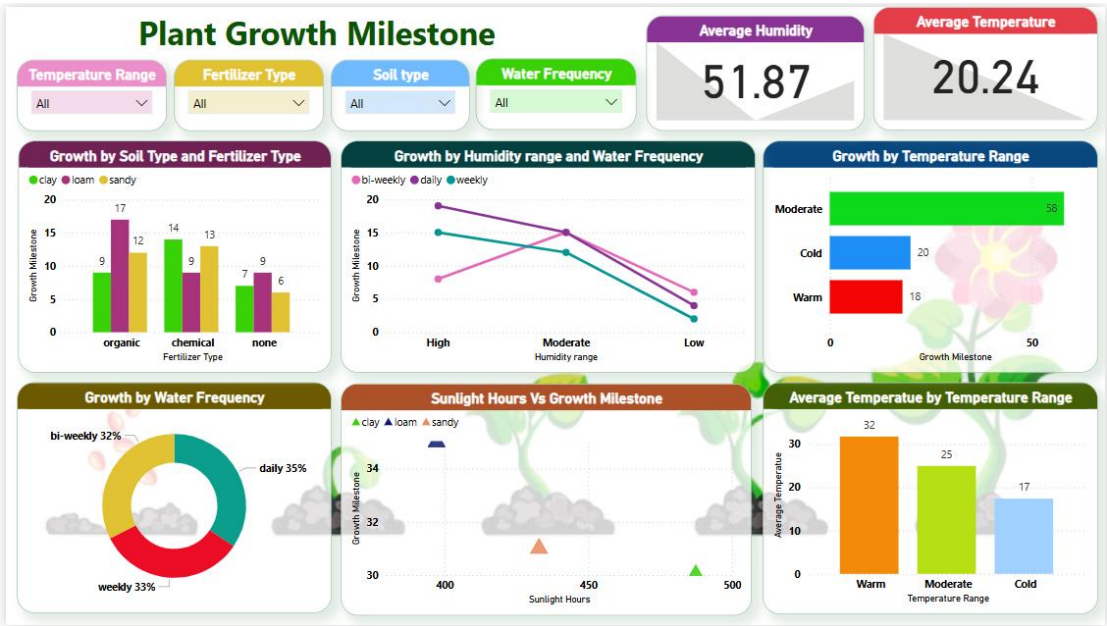 Plant Growth Milestone
Temperature Range
All
Fertilizer Type
All
Soil type
All
Water Frequency
All
Average Humidity
51.87
Average Temperature
20.24
Growth by Soil Type and Fertilizer Type
clay loam sandy
Growth Milestone
20
15
10
5
0
9 17 12
14 9 13
7 9 6
organic chemical none
Fertilizer Type
Growth by Humidity range and Water Frequency
bi-weekly daily weekly
Growth Milestone
20
15
10
5
0
High Moderate Low
Humidity range
Growth by Temperature Range
Moderate 58
Cold 20
Warm 18
0 50
Growth Milestone
Growth by Water Frequency
bi-weekly 32%
daily 35%
weekly 33%
Sunlight Hours Vs Growth Milestone
clay loam sandy
Growth Milestone
34
32
30
400 450 500
Sunlight Hours
Average Temperatue by Temperature Range
Average Temperatue
30
20
10
0
32 25 17
Warm Moderate Cold
Temperature Range